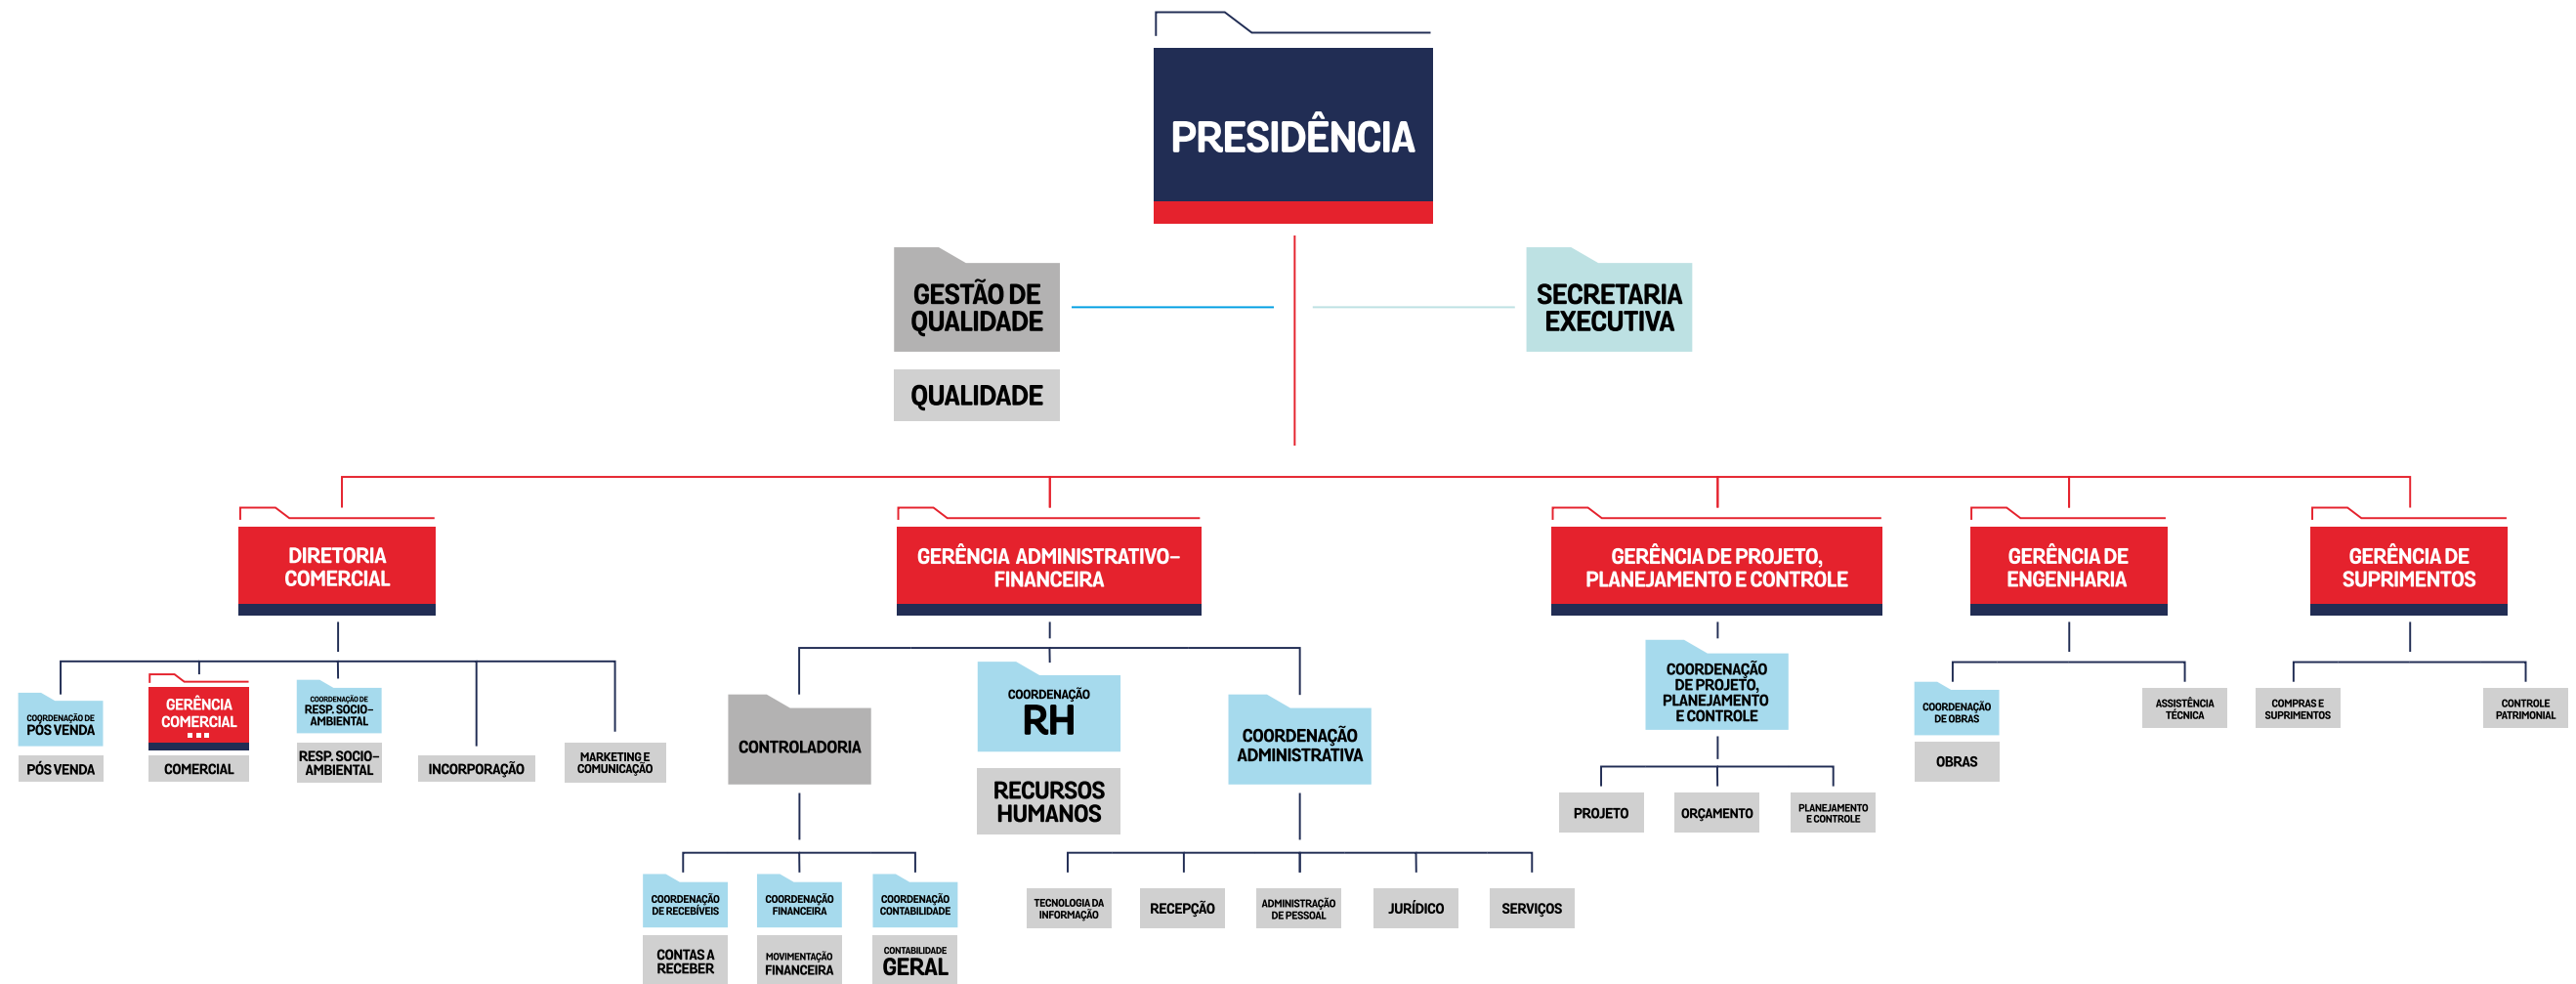 PRESIDÊNCIA
GESTÃO DE
QUALIDADE
QUALIDADE
SECRETARIA
EXECUTIVA
DIRETORIA
COMERCIAL
GERÊNCIA ADMINISTRATIVO-
FINANCEIRA
GERÊNCIA DE PROJETO,
PLANEJAMENTO E CONTROLE
GERÊNCIA DE
ENGENHARIA
GERÊNCIA DE
SUPRIMENTOS
COORDENAÇÃO DE
PÓS VENDA
PÓS VENDA
GERÊNCIA
COMERCIAL
COMERCIAL
COORDENAÇÃO DE
RESP. SÓCIO-
AMBIENTAL
RESP. SOCIO-
AMBIENTAL
INCORPORAÇÃO
MARKETING E
COMUNICAÇÃO
CONTROLADORIA
COORDENAÇÃO
RH
RECURSOS
HUMANOS
COORDENAÇÃO
ADMINISTRATIVA
COORDENAÇÃO
DE PROJETO,
PLANEJAMENTO
E CONTROLE
PROJETO
ORÇAMENTO
PLANEJAMENTO
E CONTROLE
COORDENAÇÃO
DE OBRAS
OBRAS
ASSISTÊNCIA
TÉCNICA
COMPRAS E
SUPRIMENTOS
CONTROLE
PATRIMONIAL
COORDENAÇÃO
DE RECEBÍVEIS
CONTAS A
RECEBER
COORDENAÇÃO
FINANCEIRA
MOVIMENTAÇÃO
FINANCEIRA
COORDENAÇÃO
CONTABILIDADE
CONTABILIDADE
GERAL
TECNOLOGIA DA
INFORMAÇÃO
RECEPÇÃO
ADMINISTRAÇÃO
DE PESSOAL
JURÍDICO
SERVIÇOS